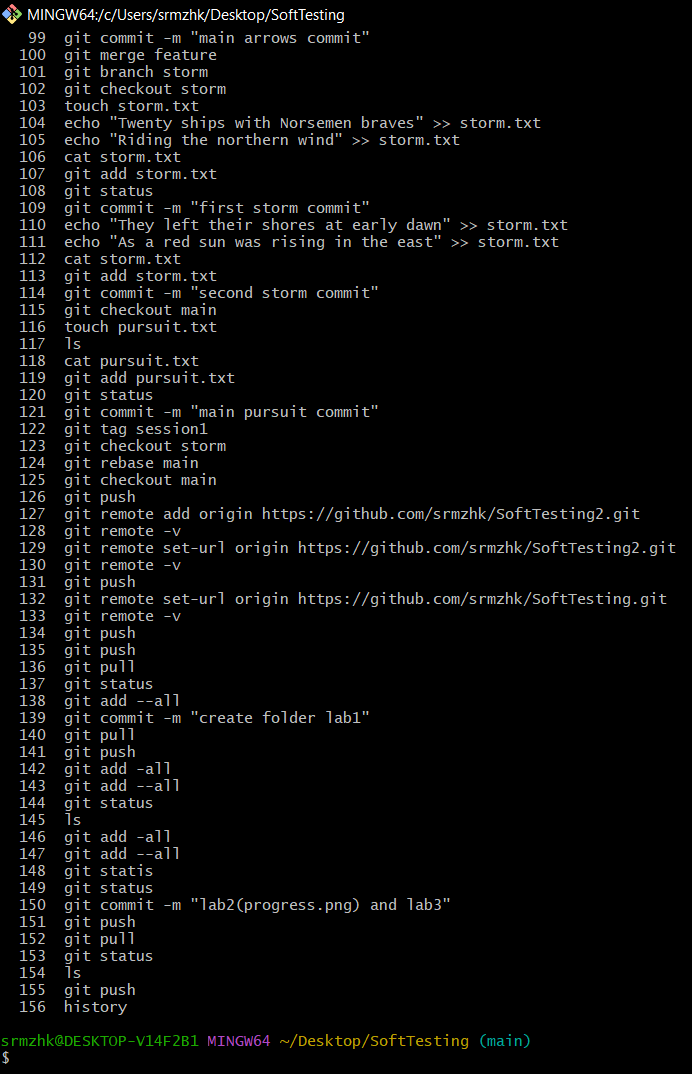 MINGW64:/c/Users/srmzhk/Desktop/SoftTesting
99 git commit -m "main arrows commit"
100 git merge feature
101 git branch storm
102 git checkout storm
103 touch storm.txt
104 echo "Twenty ships with Norsemen braves" >> storm.txt
105 echo "Riding the northern wind" >> storm.txt
106 cat storm.txt
107 git add storm.txt
108 git status
109 git commit -m "first storm commit"
110 echo "They left their shores at early dawn" >> storm.txt
111 echo "As a red sun was rising in the east" >> storm.txt
112 cat storm.txt
113 git add storm.txt
114 git commit -m "second storm commit"
115 git checkout main
116 touch pursuit.txt
117 ls
118 cat pursuit.txt
119 git add pursuit.txt
120 git status
121 git commit -m "main pursuit commit"
122 git tag session1
123 git checkout storm
124 git rebase main
125 git checkout main
126 git push
127 git remote add origin https://github.com/srmzhk/SoftTesting2.git
128 git remote -v
129 git remote set-url origin https://github.com/srmzhk/SoftTesting2.git
130 git remote -v
131 git push
132 git remote set-url origin https://github.com/srmzhk/SoftTesting.git
133 git remote -v
134 git push
135 git push
136 git pull
137 git status
138 git add --all
139 git commit -m "create folder lab1"
140 git pull
141 git push
142 git add -all
143 git add --all
144 git status
145 ls
146 git add -all
147 git add --all
148 git statis
149 git status
150 git commit -m "lab2(progress.png) and lab3"
151 git push
152 git pull
153 git status
154 ls
155 git push
156 history
srmzhk@DESKTOP-V14F2B1 MINGW64 ~/Desktop/SoftTesting (main)
$